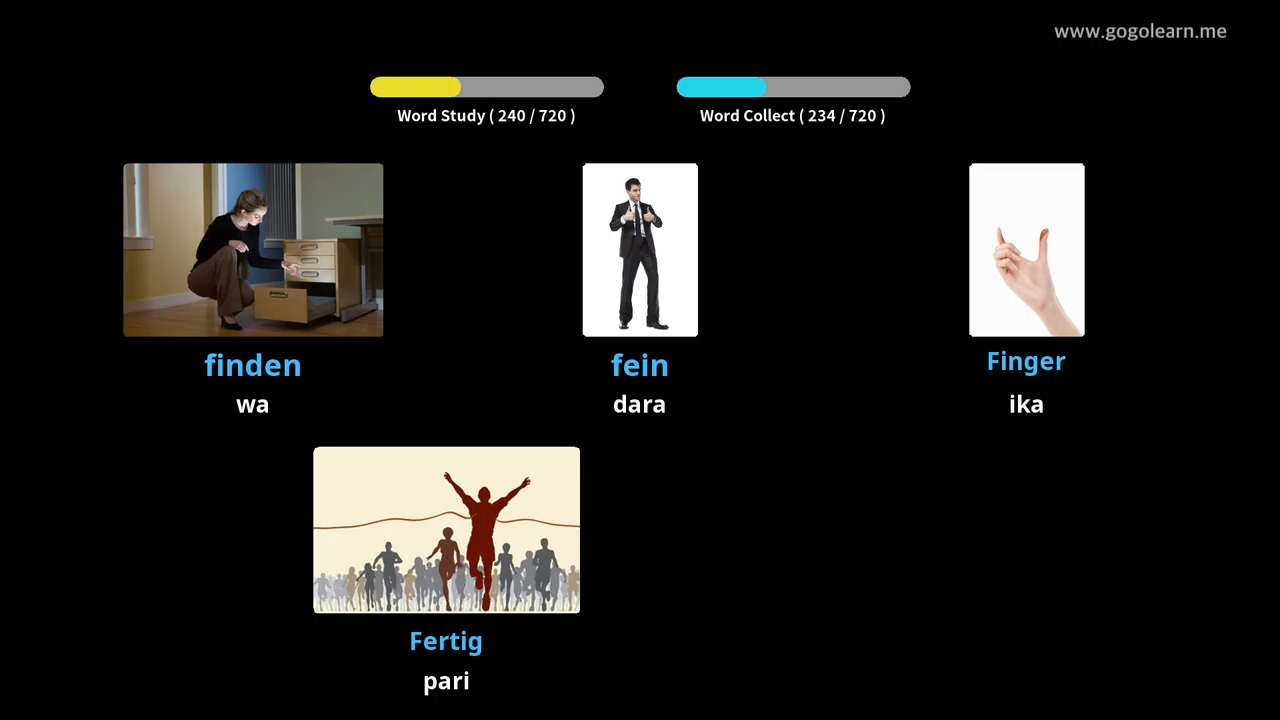 www.gogolearn.me
Word Study ( 240 / 720 )
Word Collect ( 234 / 720 )
finden
wa
fein
dara
Finger
ika
Fertig
pari